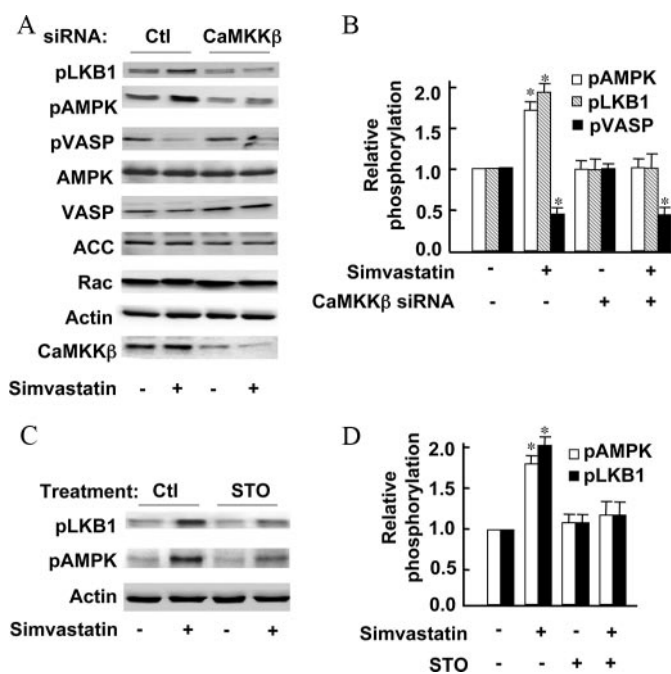 A
siRNA: Ctl CaMKKβ
pLKB1
pAMPK
pVASP
AMPK
VASP
ACC
Rac
Actin
CaMKKβ
Simvastatin - + - +
B
pAMPK
pLKB1
pVASP
Relative
phosphorylation
2.0
1.5
1.0
0.5
0.0
* * * *
Simvastatin - + - +
CaMKKβ siRNA - - + +
C
Treatment: Ctl STO
pLKB1
pAMPK
Actin
Simvastatin - + - +
D
pAMPK
pLKB1
Relative
phosphorylation
2.0
1.5
1.0
0.5
0.0
* *
Simvastatin - + - +
STO - - + +